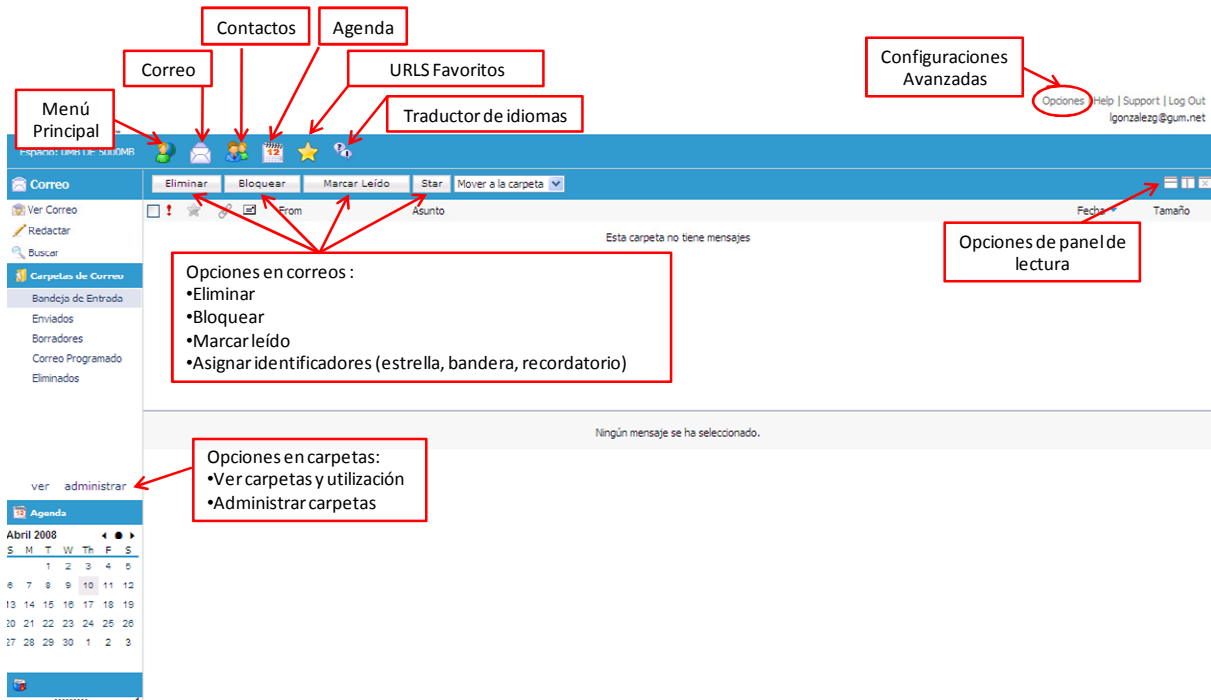 Contactos
Agenda
Correo
URLS Favoritos
Configuraciones
Avanzadas
Menú
Principal
Traductor de idiomas
Opciones | Help | Support | Log Out
lgonzalezg@gum.net
Espacio: 0MB DE 5000MB
12
Correo
Eliminar
Bloquear
Marcar Leído
Star
Mover a la carpeta
Ver Correo
From
Asunto
Fecha
Tamaño
Redactar
Esta carpeta no tiene mensajes
Buscar
Opciones de panel de
lectura
Carpetas de Correo
Opciones en correos :
•Eliminar
•Bloquear
•Marcar leído
•Asignar identificadores (estrella, bandera, recordatorio)
Bandeja de Entrada
Enviados
Borradores
Correo Programado
Eliminados
Ningún mensaje se ha seleccionado.
Opciones en carpetas:
•Ver carpetas y utilización
•Administrar carpetas
ver administrar
Agenda
Abril 2008
S M T W Th F S
1 2 3 4 5
6 7 8 9 10 11 12
13 14 15 16 17 18 19
20 21 22 23 24 25 26
27 28 29 30 1 2 3